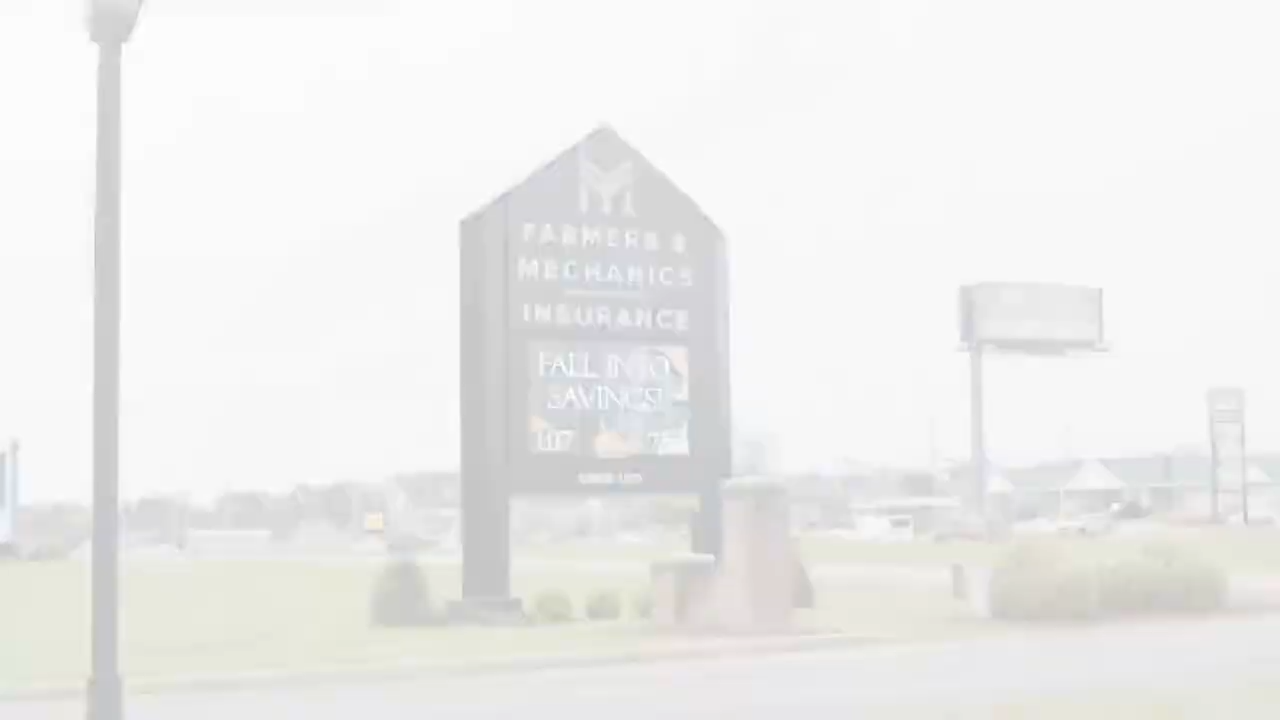 FARMERS &
MECHANICS
INSURANCE
FALL INTO
SAVINGS!